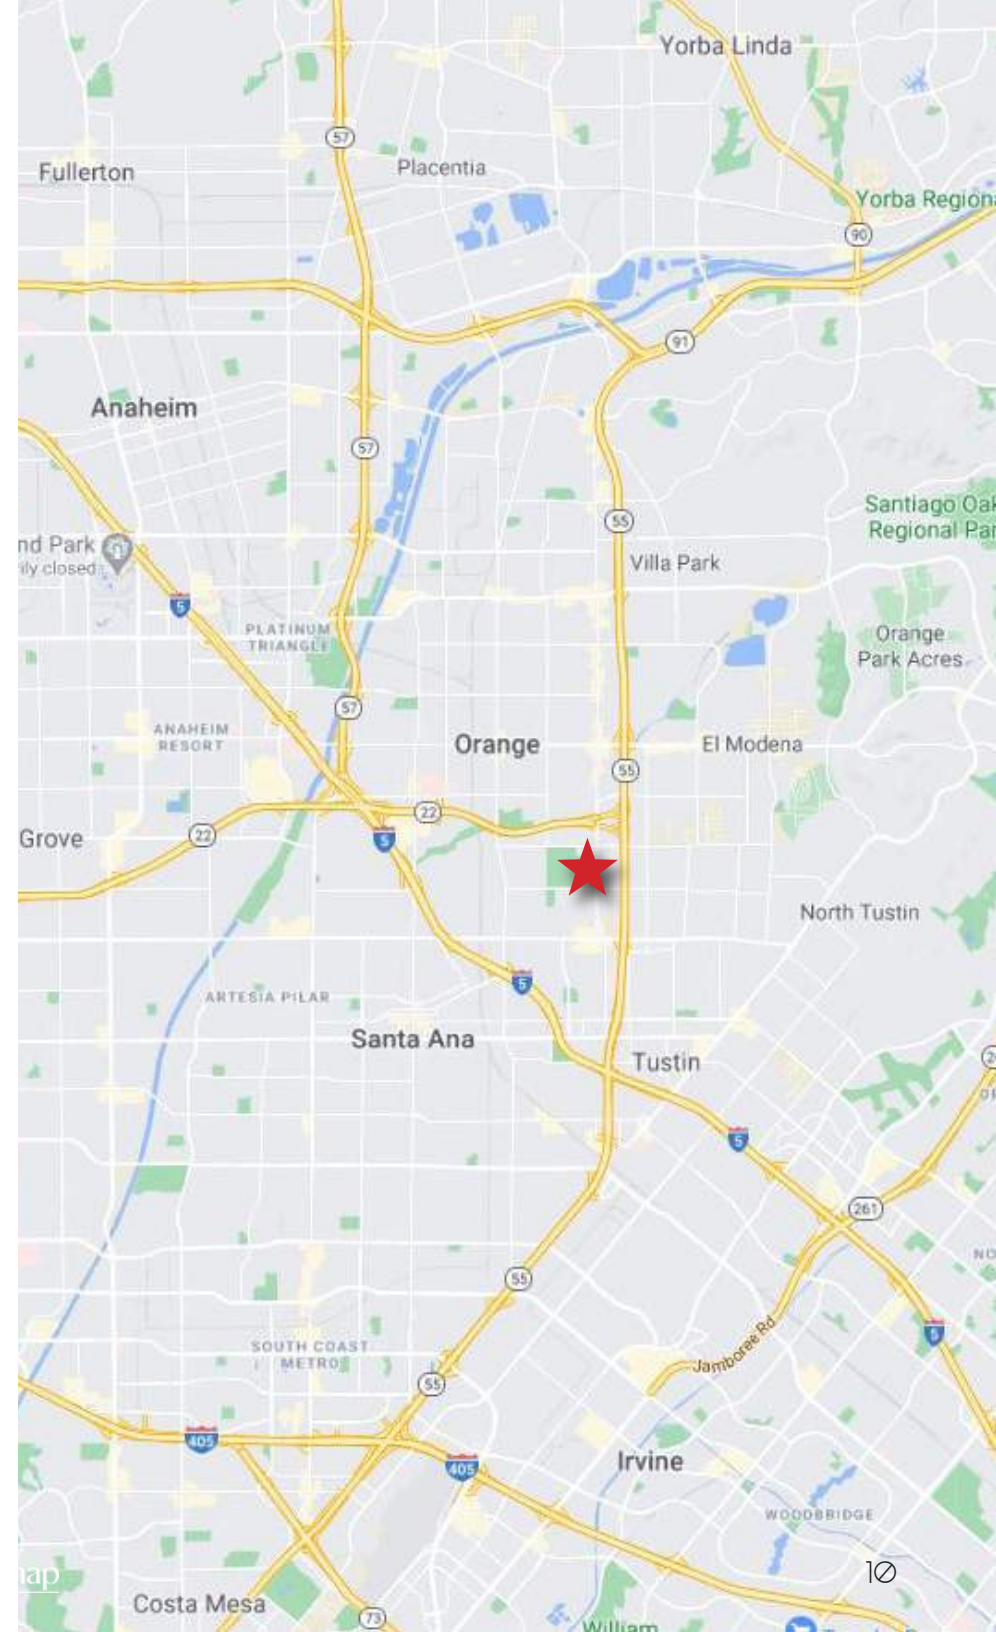 Yorba Linda
57
Fullerton
Placentia
Yorba Regiona
90
91
Anaheim
57
Santiago Oak
Regional Par
55
nd Park
ily closed
Villa Park
5
PLATINUM
TRIANGLE
Orange
Park Acres
57
ANAHEIM
RESORT
Orange
El Modena
55
22
22
Grove
5
North Tustin
5
ARTESIA PILAR
Santa Ana
Tustin
5
261
55
5
SOUTH COAST
METRO
Jamboree Rd
55
405
405
Irvine
WOODBRIDGE
ap
10
Costa Mesa
73
William